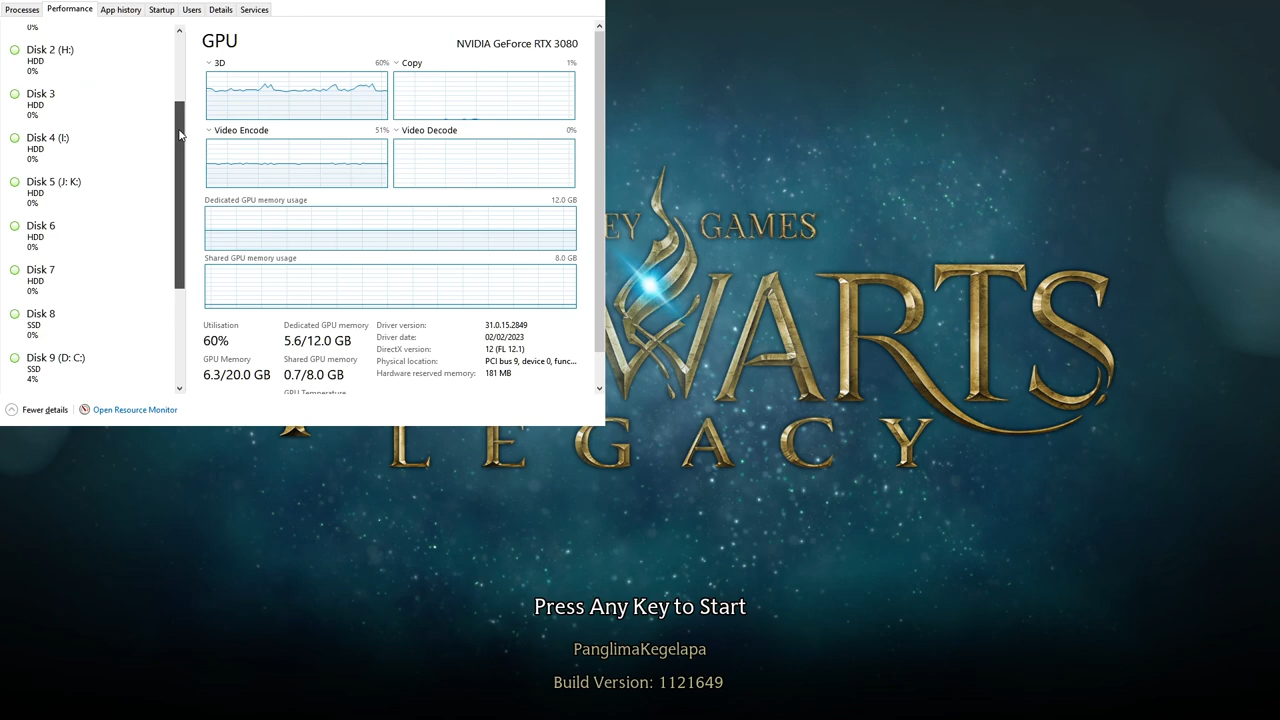 Processes Performance App history Startup Users Details Services
0%
Disk 2 (H:)
HDD
0%
Disk 3
HDD
0%
Disk 4 (I:)
HDD
0%
Disk 5 (J: K:)
HDD
0%
Disk 6
HDD
0%
Disk 7
HDD
0%
Disk 8
SSD
0%
Disk 9 (D: C:)
SSD
4%
GPU NVIDIA GeForce RTX 3080
3D 60% Copy 1%
Video Encode 51% Video Decode 0%
Dedicated GPU memory usage 12.0 GB
Shared GPU memory usage 8.0 GB
Utilisation
60%
Dedicated GPU memory
5.6/12.0 GB
GPU Memory
6.3/20.0 GB
Shared GPU memory
0.7/8.0 GB
GPU Temperature
Driver version: 31.0.15.2849
Driver date: 02/02/2023
DirectX version: 12 (FL 12.1)
Physical location: PCI bus 9, device 0, func...
Hardware reserved memory: 181 MB
Fewer details Open Resource Monitor
EY GAMES
WARTS
LEGACY
Press Any Key to Start
PanglimaKegelapa
Build Version: 1121649